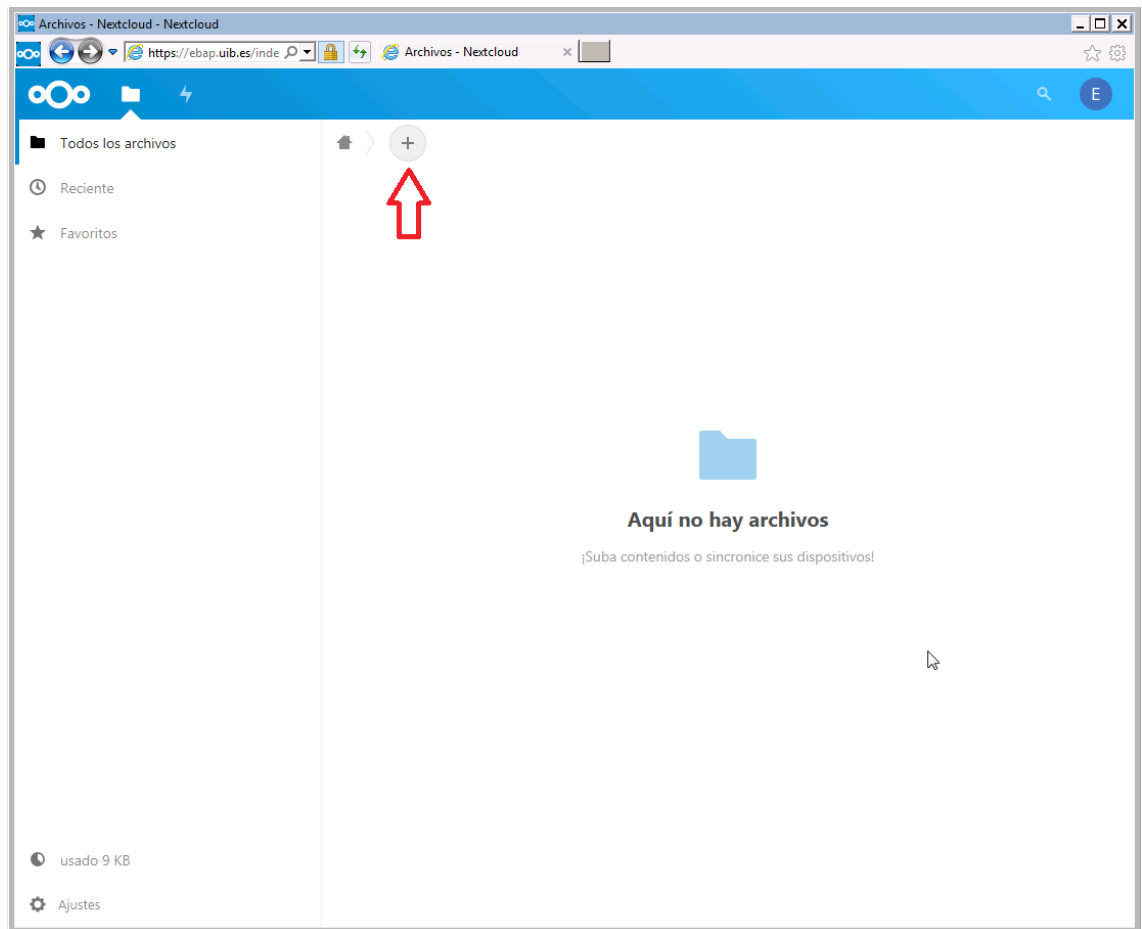 Archivos - Nextcloud - Nextcloud
https://ebap.uib.es/inde
Archivos - Nextcloud
E
Todos los archivos
Reciente
Favoritos
Aquí no hay archivos
¡Suba contenidos o sincronice sus dispositivos!
usado 9 KB
Ajustes